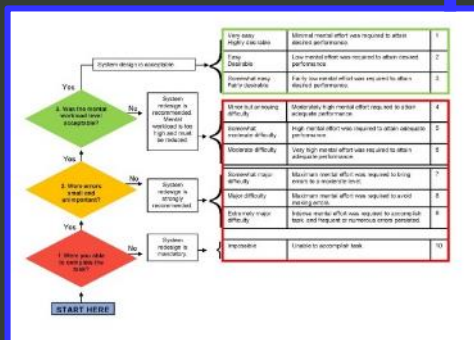 Very easy
Highly desirable
Minimal mental effort was required to attain
desired performance.
1
System design is acceptable
Easy
Desirable
Low mental effort was required to attain desired
performance
2
Somewhat easy
Fairly desirable
Fairly low mental effort was required to attain
desired performance.
3
Yes
3. Was the mental
workload level
acceptable?
No
System
redesign is
recommended.
Mental
workload is too
high and must
be reduced.
Minor but annoying
difficulty
Moderately high mental effort required to attain
adequate performance.
4
Somewhat
moderate difficulty
High mental effort was required to attain adequate
performance
5
Moderate difficulty
Very high mental effort was required to attain
adequate performance
6
Yes
2. Were errors
small and
No
System
redesign is
strongly
recommended.
Somewhat major
difficulty
Maximum mental effort was required to bring
errors to a moderate level.
7
Major difficulty
Maximum mental effort was required to avoid
making errors.
8
Extremely major
difficulty
Intense mental effort was required to accomplish
task, and frequent or numerous errors persisted.
9
Yes
1. Were you able
to complete the
task?
No
System
redesign is
mandatory.
Impossible
Unable to accomplish task.
10
START HERE